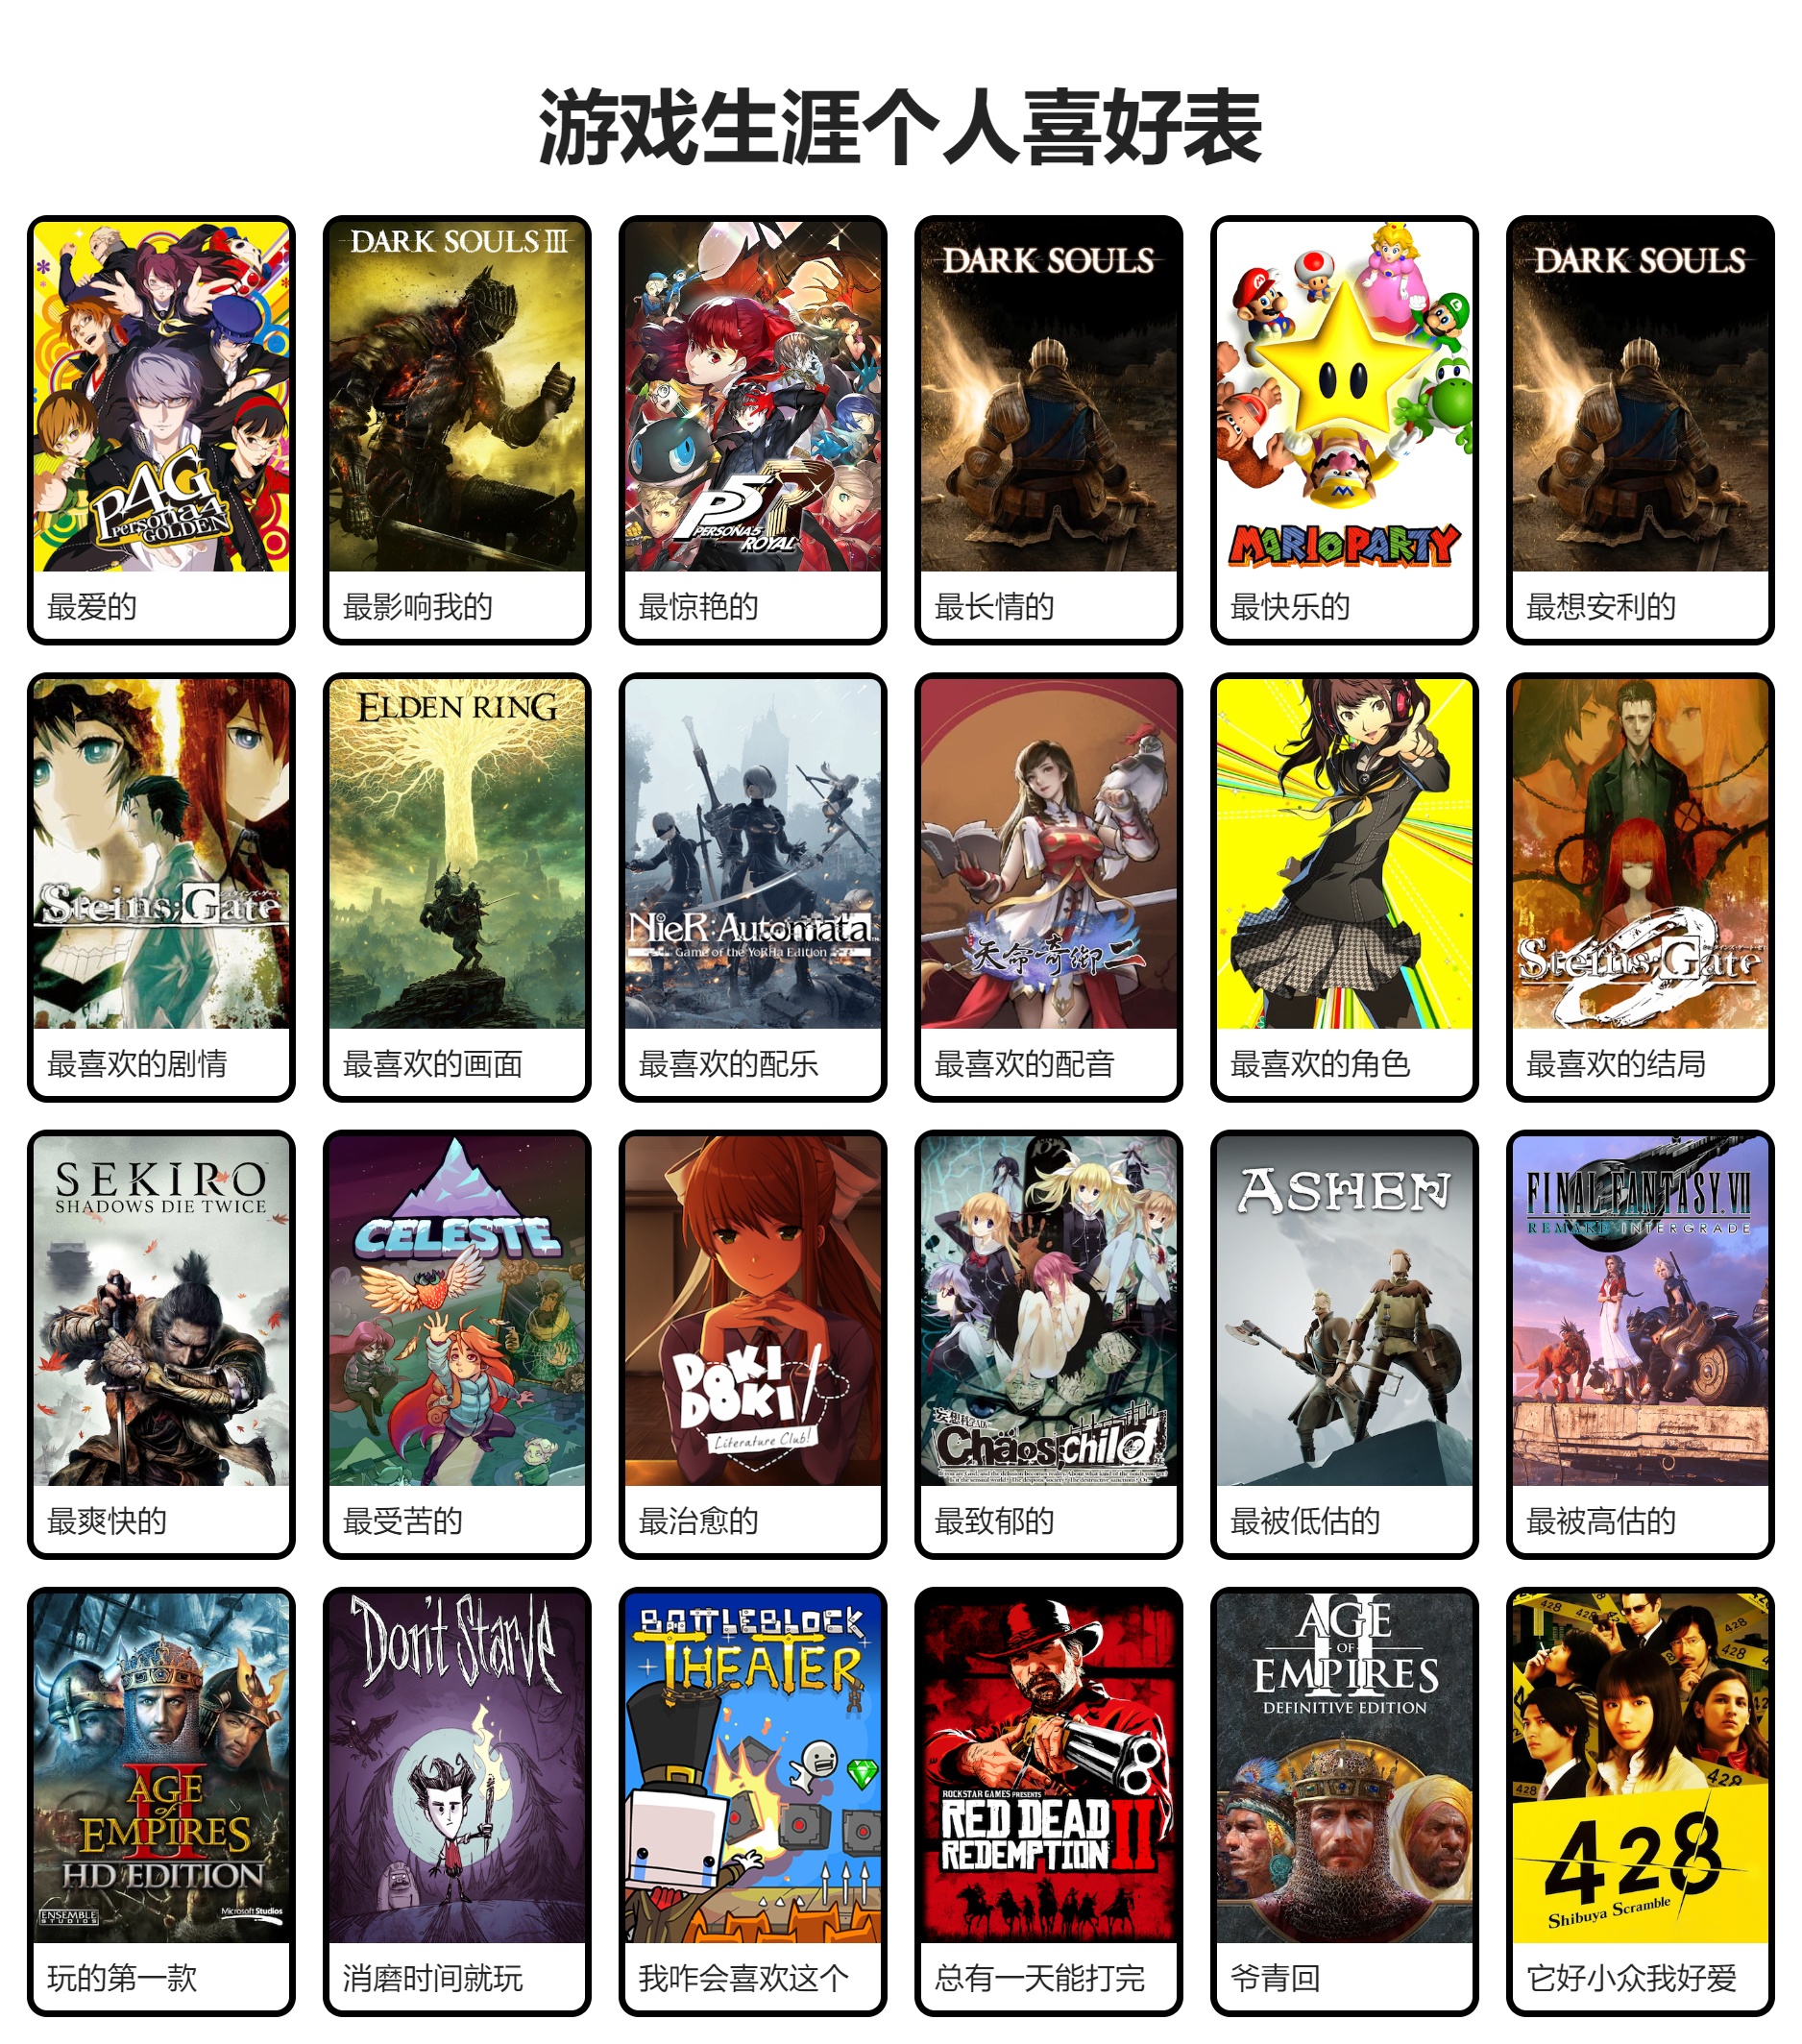 游戏生涯个人喜好表
P4G
Persona4
GOLDEN
最爱的
DARK SOULS III
最影响我的
P5R
PERSONA5
ROYAL
最惊艳的
DARK SOULS
最长情的
MARIO PARTY
最快乐的
DARK SOULS
最想安利的
Steins;Gate
最喜欢的剧情
ELDEN RING
最喜欢的画面
NieR:Automata
Game of the YoRHa Edition
最喜欢的配乐
天命奇御二
最喜欢的配音
最喜欢的角色
Steins;Gate
0
最喜欢的结局
SEKIRO
SHADOWS DIE TWICE
最爽快的
CELESTE
最受苦的
DOKI
DOKI
Literature Club!
最治愈的
Chäos;child
最致郁的
ASHEN
最被低估的
FINAL FANTASY VII
REMAKE INTERGRADE
最被高估的
II
AGE
of
EMPIRES
HD EDITION
ENSEMBLE
STUDIOS
Microsoft Studios
玩的第一款
Don't Starve
消磨时间就玩
BATTLEBLOCK
THEATER
我咋会喜欢这个
ROCKSTAR GAMES PRESENTS
RED DEAD
REDEMPTION II
总有一天能打完
AGE
OF
II
EMPIRES
DEFINITIVE EDITION
爷青回
428
428
428
428
428
428
Shibuya Scramble
它好小众我好爱